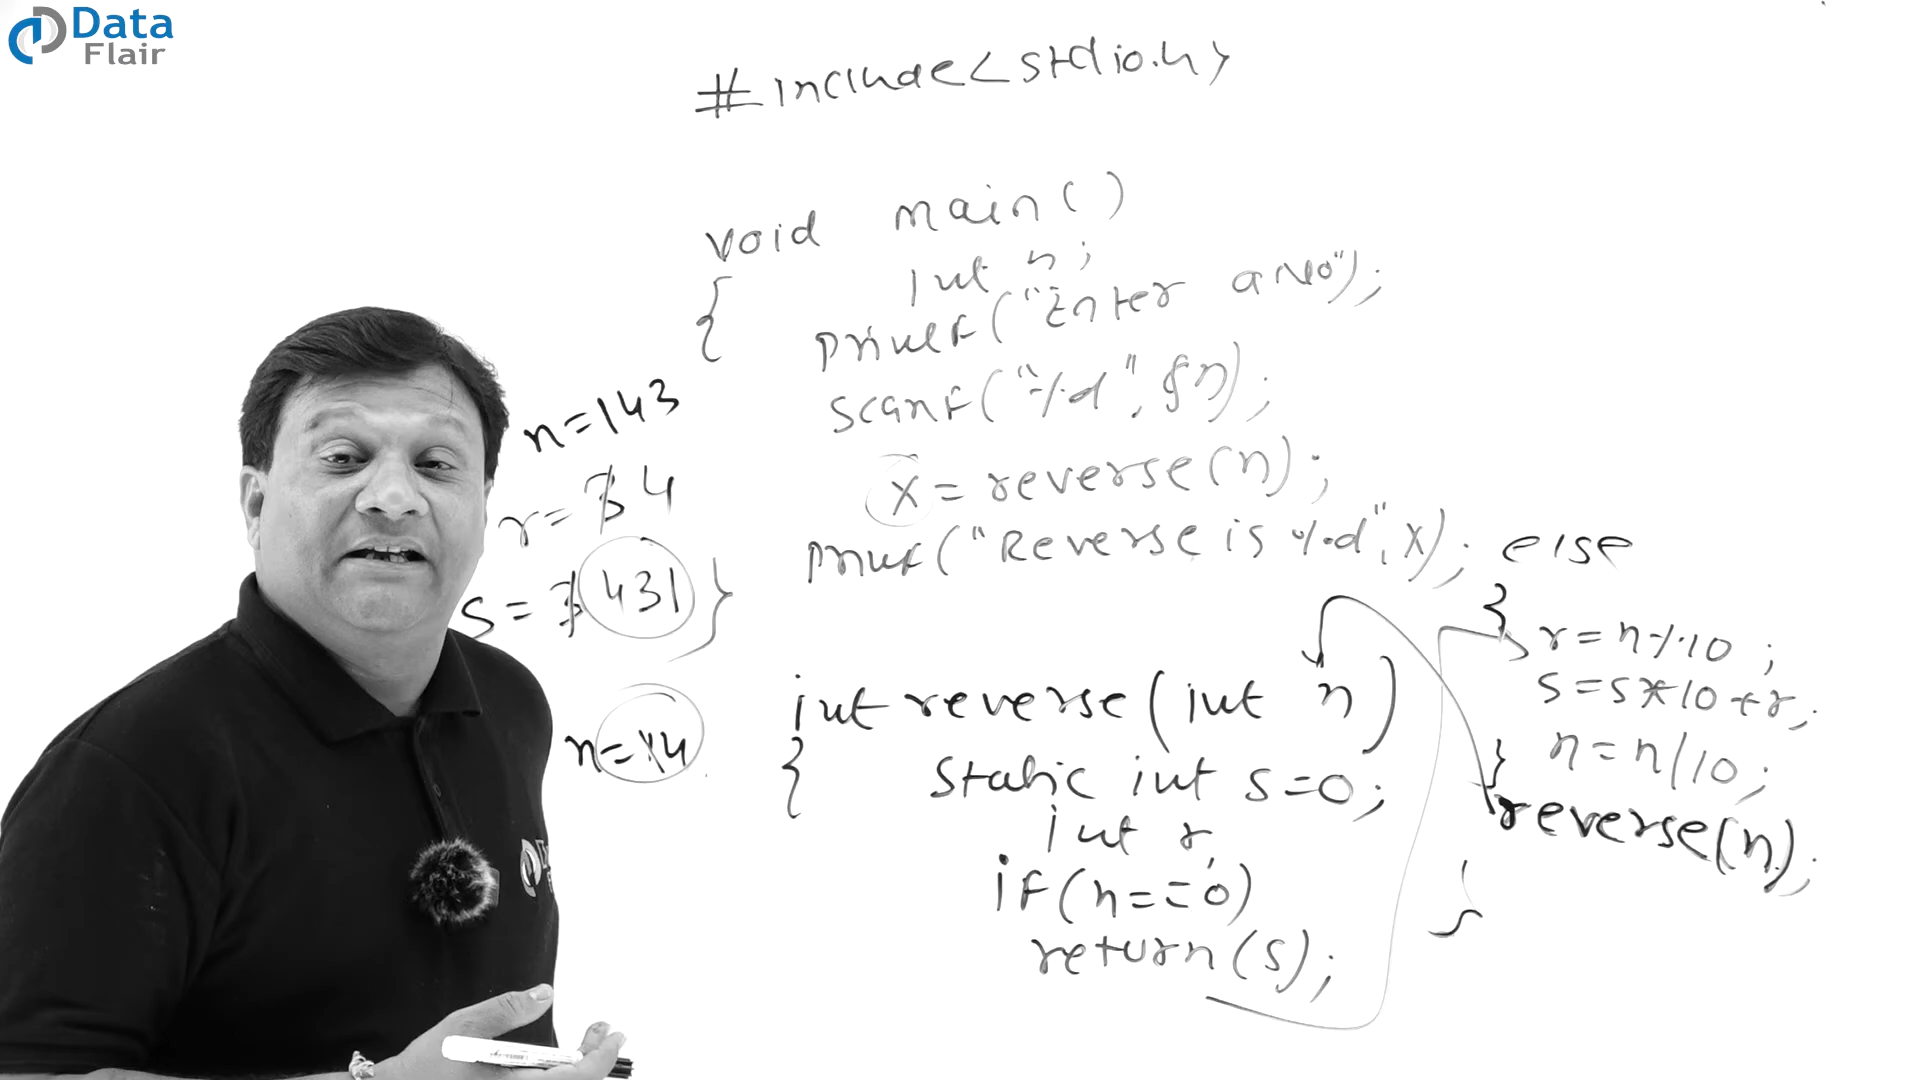 Data
Flair
#include<stdio.h>
void main()
{
int n;
printf("Enter a No");
scanf("%d",&n);
x=reverse(n);
printf("Reverse is %d",x);
}
n=143
r=3 4
s=3 431
n=14
int reverse(int n)
{
static int s=0;
int r,
if(n==0)
return(s);
else
{
r=n%10;
s=s*10+r;
n=n/10;
}
reverse(n);
}